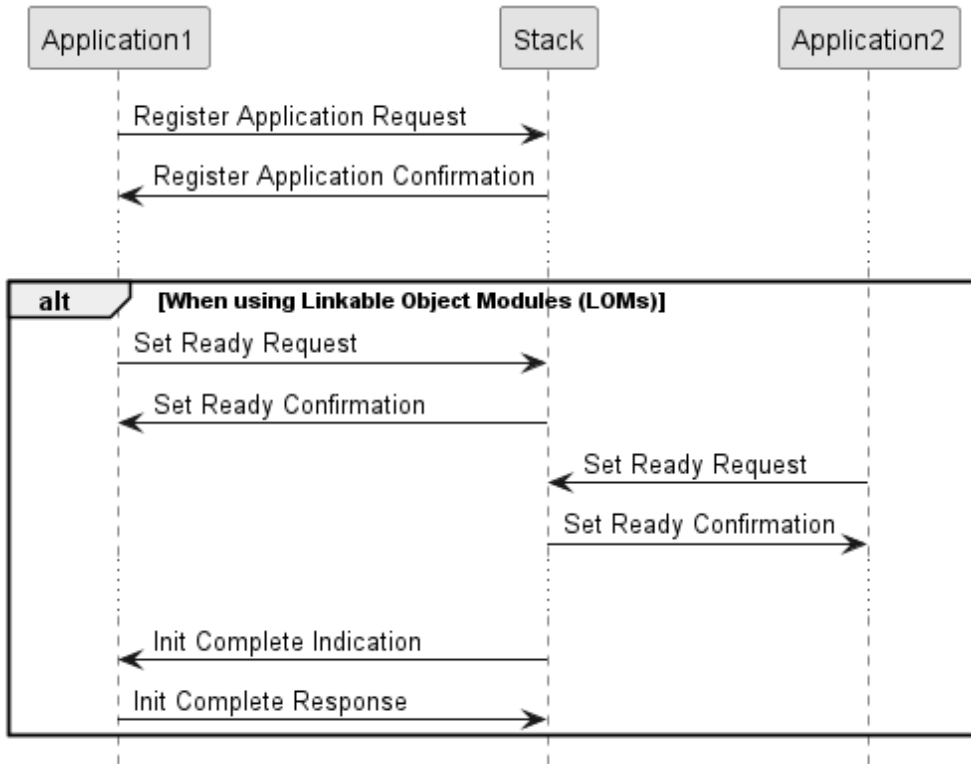 Application1
Stack
Application2
Register Application Request
Register Application Confirmation
alt
[When using Linkable Object Modules (LOMs)]
Set Ready Request
Set Ready Confirmation
Set Ready Request
Set Ready Confirmation
Init Complete Indication
Init Complete Response